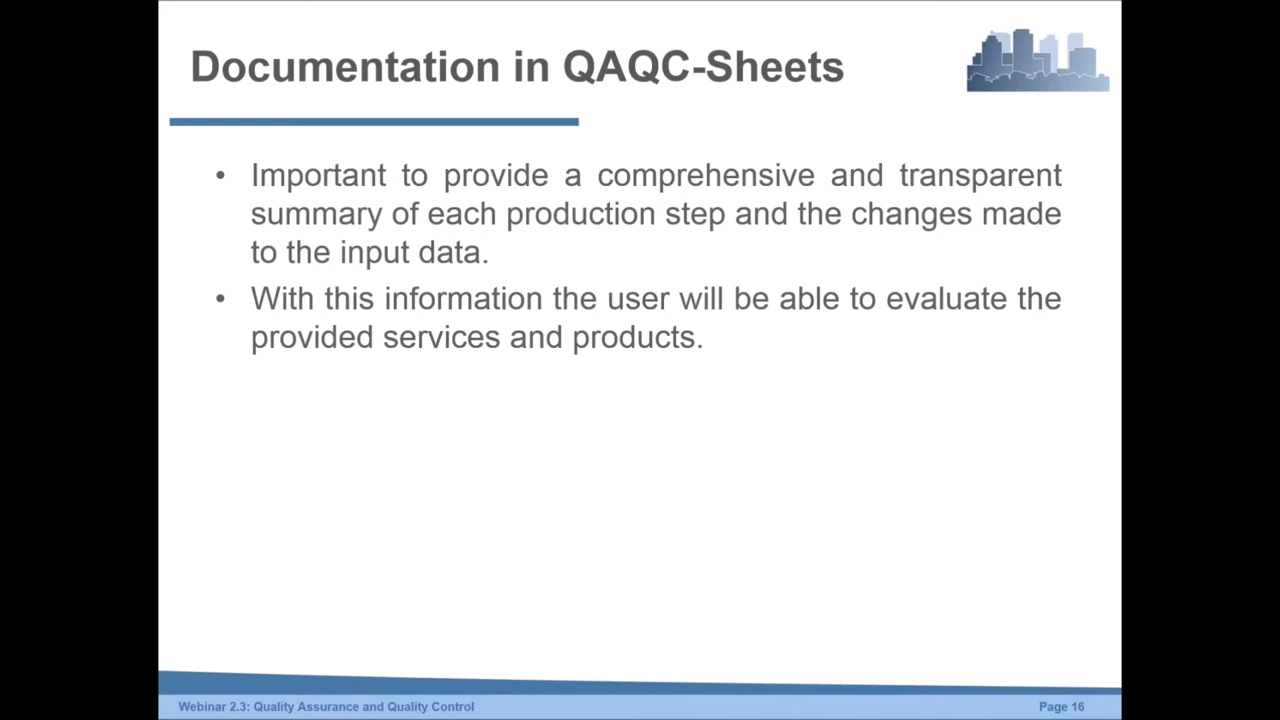 Documentation in QAQC-Sheets
• Important to provide a comprehensive and transparent
summary of each production step and the changes made
to the input data.
• With this information the user will be able to evaluate the
provided services and products.
Webinar 2.3: Quality Assurance and Quality Control
Page 16